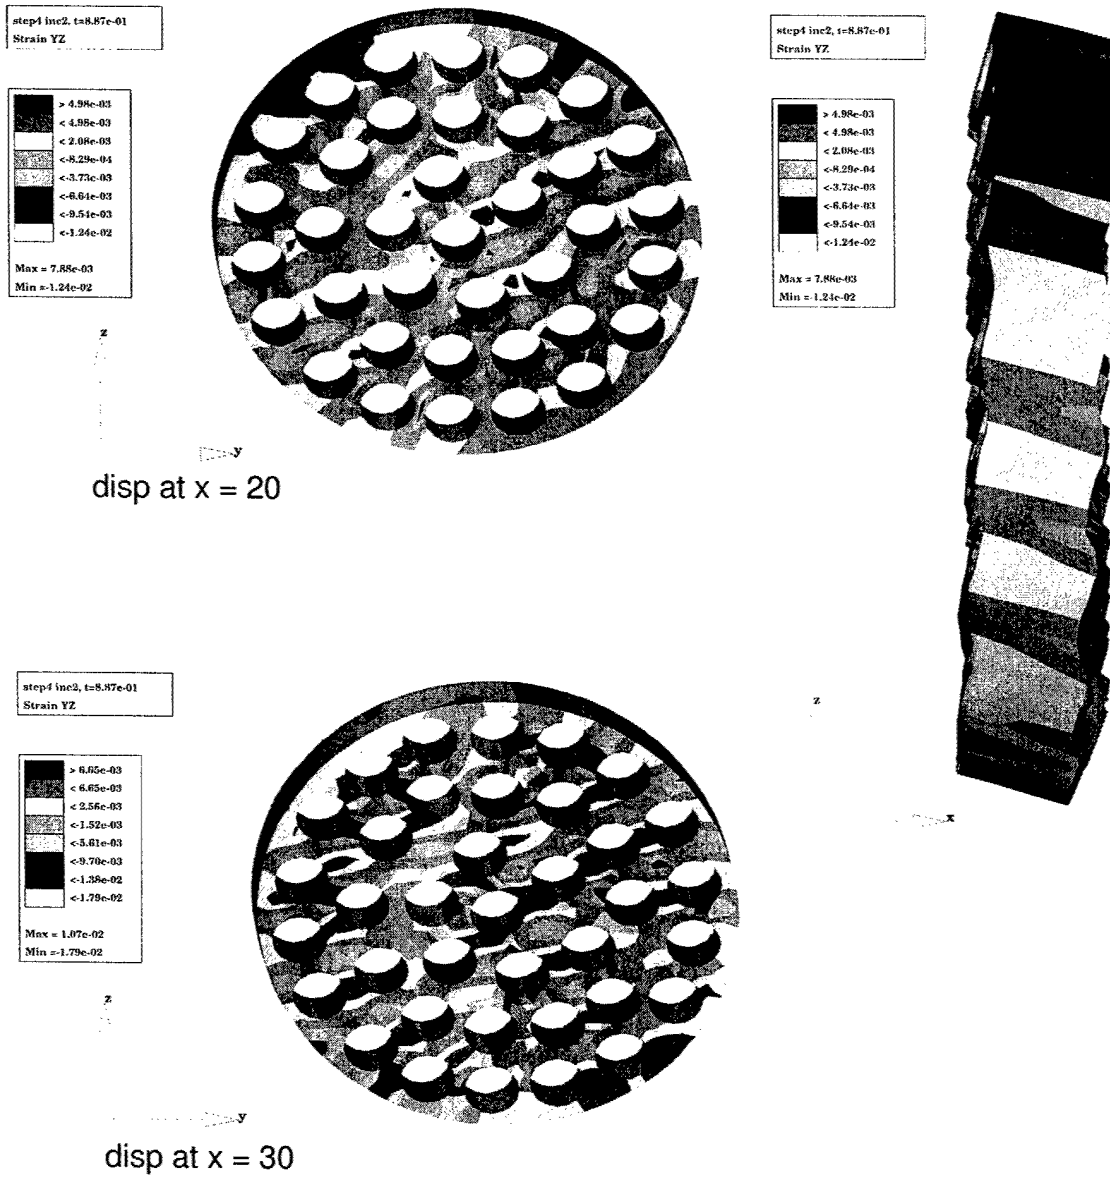 step4 inc2, t=8.87e-01
Strain YZ
> 4.98e-03
< 4.98e-03
< 2.08e-03
<-8.29e-04
<-3.73e-03
<-6.64e-03
<-9.54e-03
<-1.24e-02
Max = 7.88e-03
Min =-1.24e-02
z
y
disp at x = 20
step4 inc2, t=8.87e-01
Strain YZ
> 4.98e-03
< 4.98e-03
< 2.08e-03
<-8.29e-04
<-3.73e-03
<-6.64e-03
<-9.54e-03
<-1.24e-02
Max = 7.88e-03
Min =-1.24e-02
z
x
step4 inc2, t=8.87e-01
Strain YZ
> 6.65e-03
< 6.65e-03
< 2.56e-03
<-1.52e-03
<-5.61e-03
<-9.70e-03
<-1.38e-02
<-1.79e-02
Max = 1.07e-02
Min =-1.79e-02
z
y
disp at x = 30